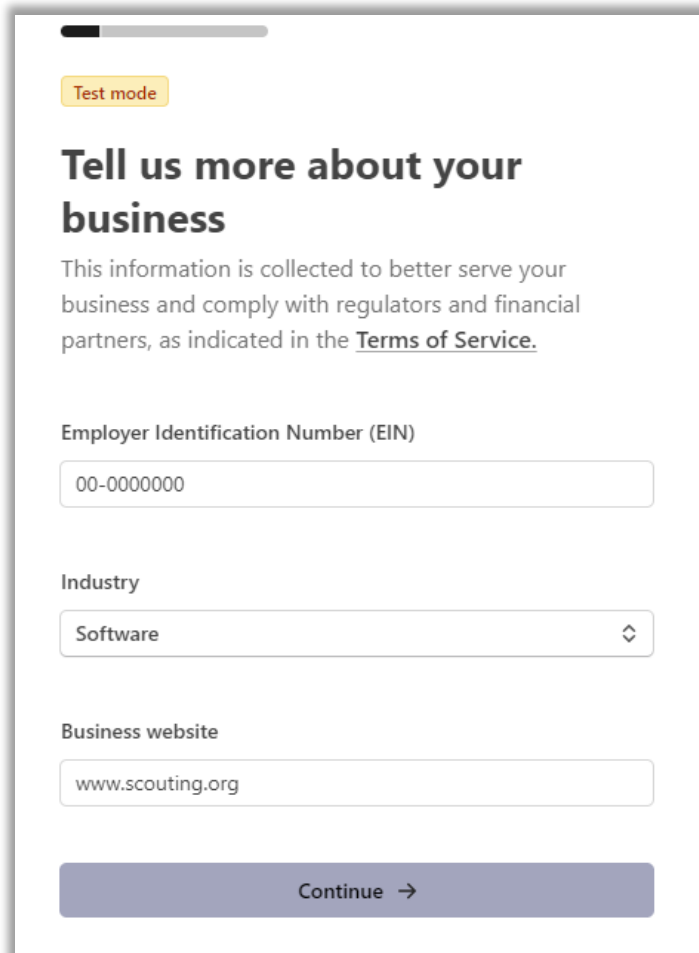 Test mode
Tell us more about your
business
This information is collected to better serve your
business and comply with regulators and financial
partners, as indicated in the Terms of Service.
Employer Identification Number (EIN)
00-0000000
Industry
Software
Business website
www.scouting.org
Continue →